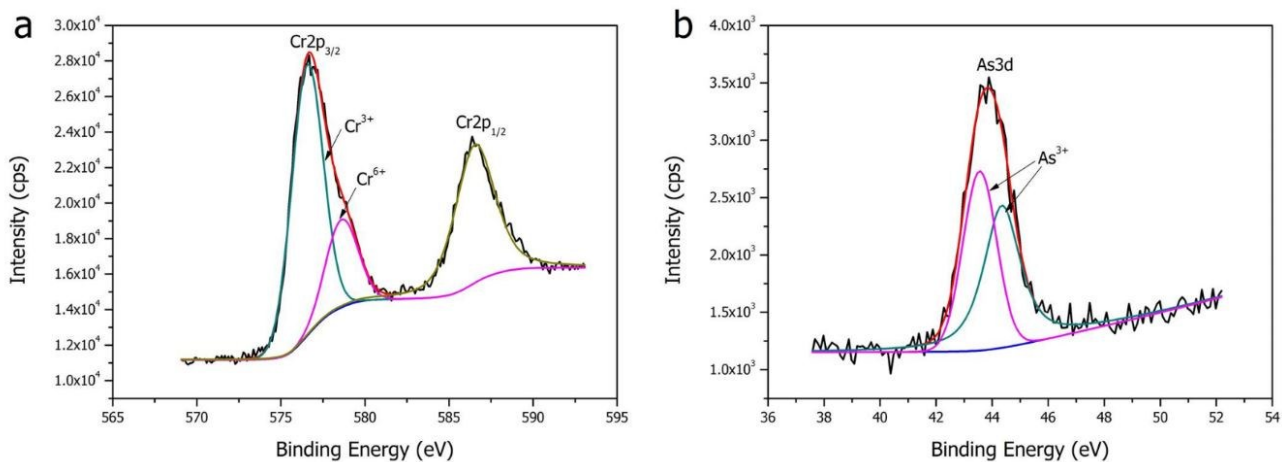 a
Intensity (cps)
3.0x10⁴
2.8x10⁴
2.6x10⁴
2.4x10⁴
2.2x10⁴
2.0x10⁴
1.8x10⁴
1.6x10⁴
1.4x10⁴
1.2x10⁴
1.0x10⁴
Cr2p₃/₂
Cr³⁺
Cr⁶⁺
Cr2p₁/₂
565 570 575 580 585 590 595
Binding Energy (eV)
b
Intensity (cps)
4.0x10³
3.5x10³
3.0x10³
2.5x10³
2.0x10³
1.5x10³
1.0x10³
As3d
As³⁺
36 38 40 42 44 46 48 50 52 54
Binding Energy (eV)